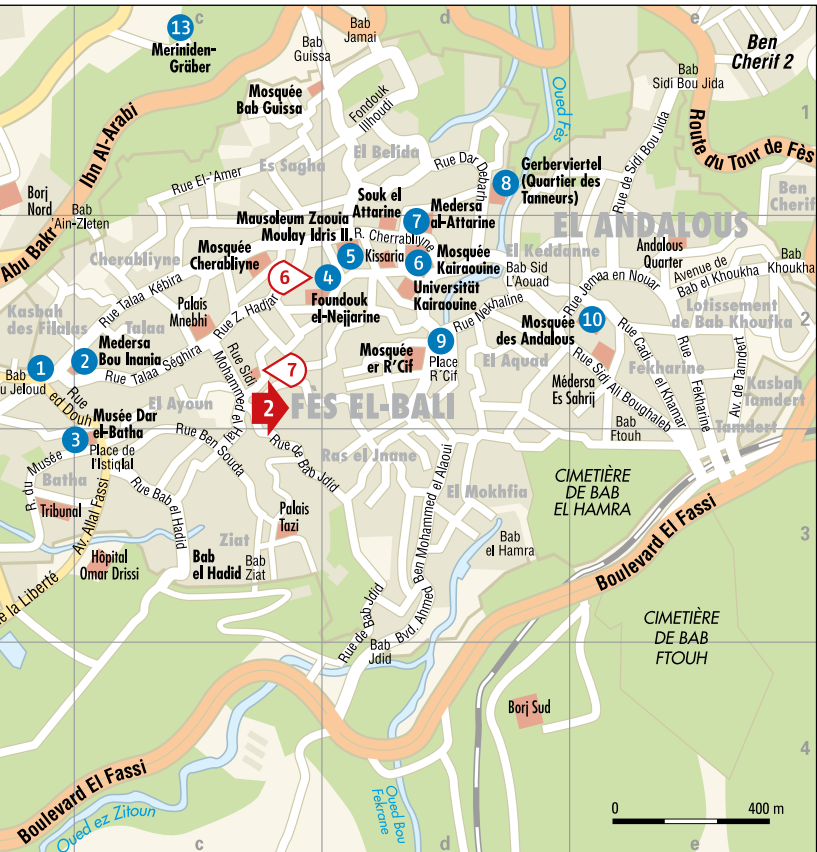 c
d
e
13
Meriniden-
Gräber
Bab
Guissa
Bab
Jamai
Ben
Cherif 2
Bab
Sidi Bou Jida
Oued Fès
1
Mosquée
Bab Guissa
Fondouk
Illhoudi
Ibn Al-Arabi
Route du Tour de Fès
Rue de Sidi Bou Jida
Es Sagha
El Belida
Rue Dar Debarh
Rue El-'Amer
8
Gerberviertel
(Quartier des
Tanneurs)
Borj
Nord
Bab
'Ain-Zleten
Ben
Cherif
Abu Bakr
Souk el
Attarine
7
Medersa
al-Attarine
Mausoleum Zaouia
Moulay Idris II.
R. Cherrabliyne
EL ANDALOUS
Mosquée
Cherabliyne
Cherabliyne
5
Kissaria
6
Mosquée
Kairaouine
El Keddanne
Andalous
Quarter
Bab
Khoukha
Avenue de
Bab el Khoukha
6
4
Bab Sid
L'Aouad
Rue Jemaa en Nouar
Rue Talaa Kébira
Foundouk
el-Nejjarine
Universität
Kairaouine
Kasbah
des Filalas
Talaa
Palais
Mnebhi
Rue Z. Hadjat
Rue Nekhaline
Lotissement
de Bab Khoufka
2
Mosquée
des Andalous
10
1
2
Medersa
Bou Inania
Rue Talaa Séghira
Mosquée
er R'Cif
9
Place
R'Cif
El Aquad
Fekharine
Rue Cadi
el Khamar
Rue
Fekharine
Av. de Tamdert
Bab
u Jeloud
Rue
ed Douh
Rue Sidi
Mohammed el Haj
7
Médersa
Es Sahrij
Rue Sidi Ali Boughaleb
Kasbah
Tamdert
Tamdert
El Ayoun
2
FÈS EL-BALI
Bab
Ftouh
Musée Dar
el-Batha
3
Place de
l'Istiqlal
R. du Musée
Rue Ben Souda
Rue de Bab Jdid
Ras el Jnane
Batha
Rue Bab el Hadid
Av. Allal Fassi
Tribunal
Palais
Tazi
El Mokhfia
CIMETIÈRE
DE BAB
EL HAMRA
Ben Mohammed el Alaoui
Bvd. Ahmed
Ziat
Bab
el Hamra
3
Hôpital
Omar Drissi
Bab
el Hadid
Bab
Ziat
Boulevard El Fassi
e la Liberté
Rue de Bab Jdid
Bab
Jdid
CIMETIÈRE
DE BAB
FTOUH
Borj Sud
4
Boulevard El Fassi
Oued ez Zitoun
Oued Bou
Fekrane
0
400 m
c
d
e